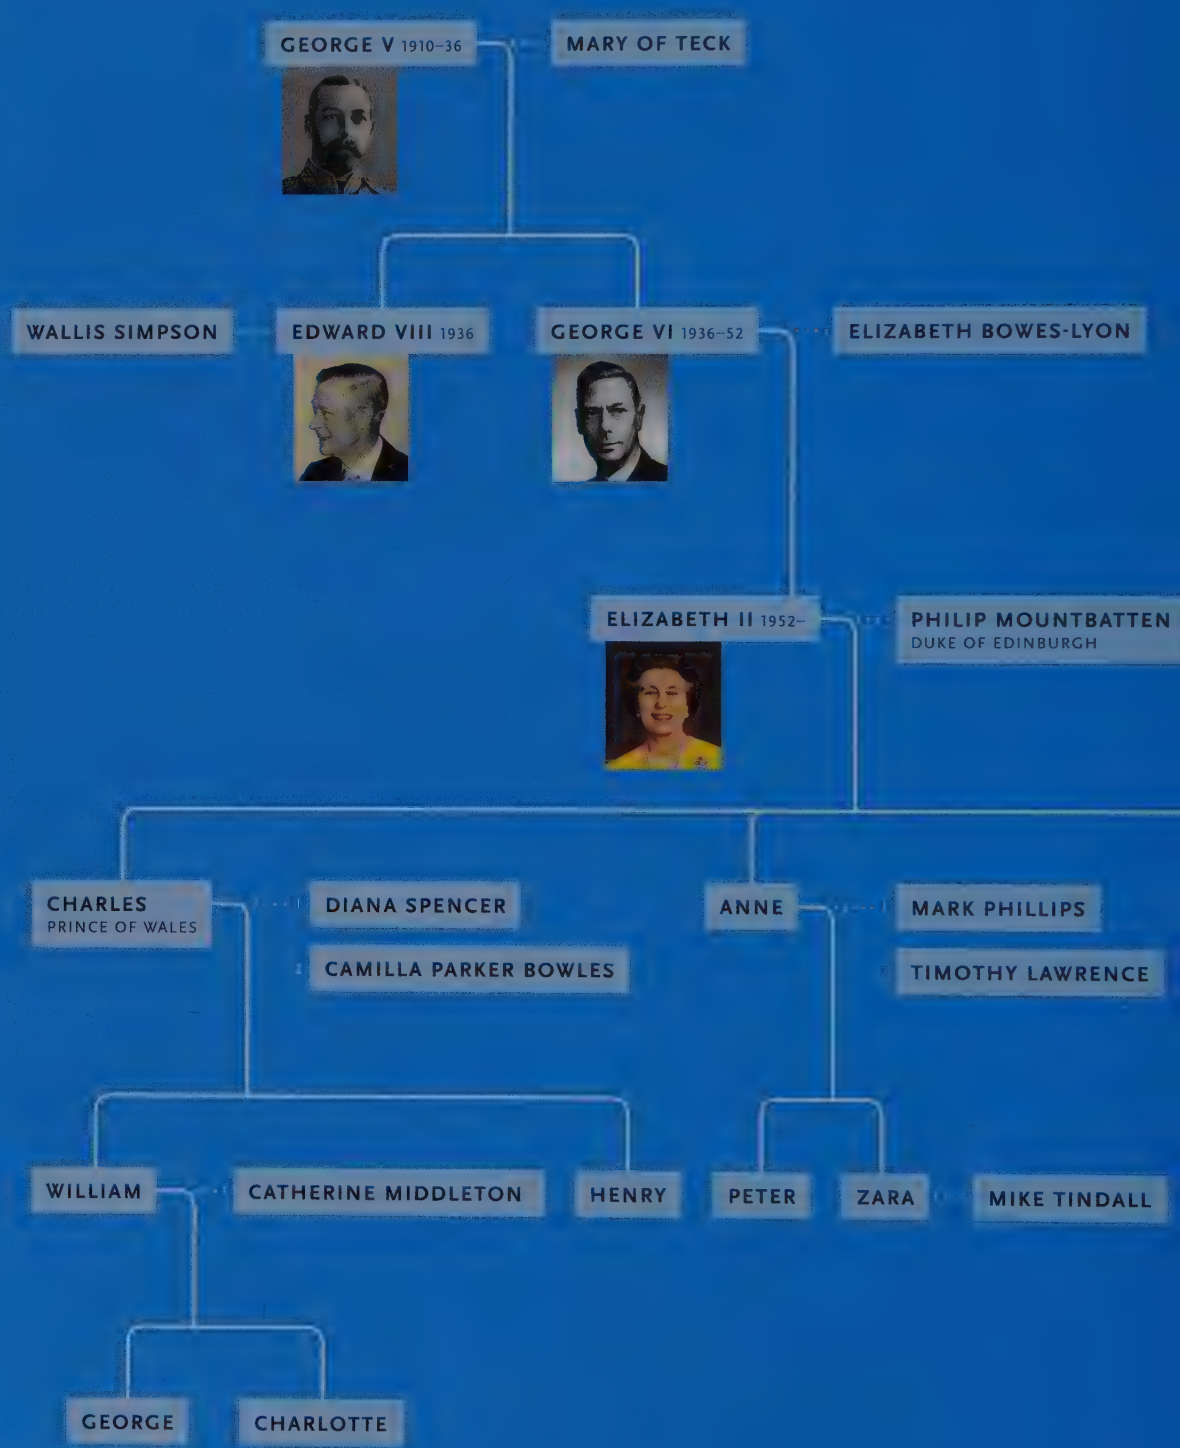 GEORGE V 1910–36
MARY OF TECK
WALLIS SIMPSON
EDWARD VIII 1936
GEORGE VI 1936–52
ELIZABETH BOWES-LYON
ELIZABETH II 1952–
PHILIP MOUNTBATTEN
DUKE OF EDINBURGH
CHARLES
PRINCE OF WALES
DIANA SPENCER
CAMILLA PARKER BOWLES
ANNE
MARK PHILLIPS
TIMOTHY LAWRENCE
WILLIAM
CATHERINE MIDDLETON
HENRY
PETER
ZARA
MIKE TINDALL
GEORGE
CHARLOTTE